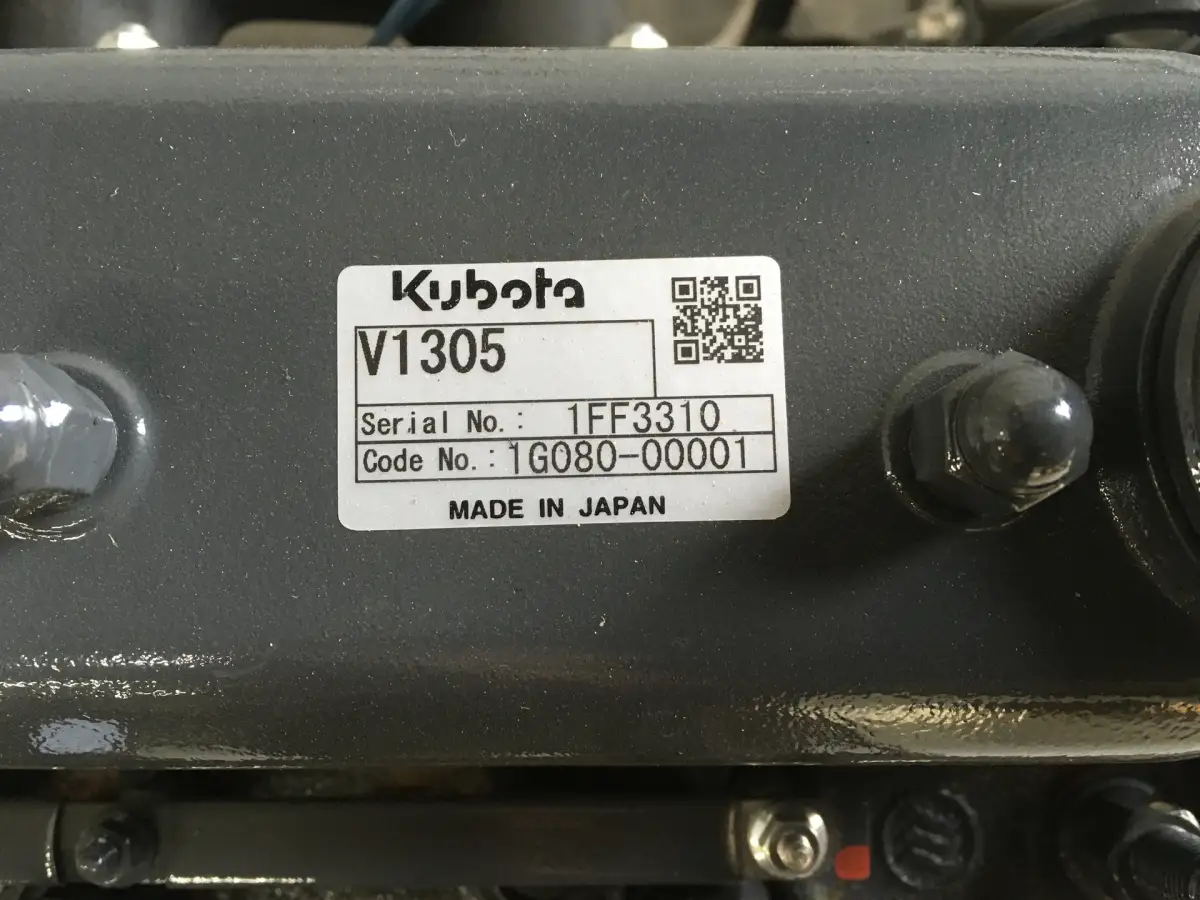 Kubota
V1305
Serial No.: 1FF3310
Code No.: 1G080-00001
MADE IN JAPAN